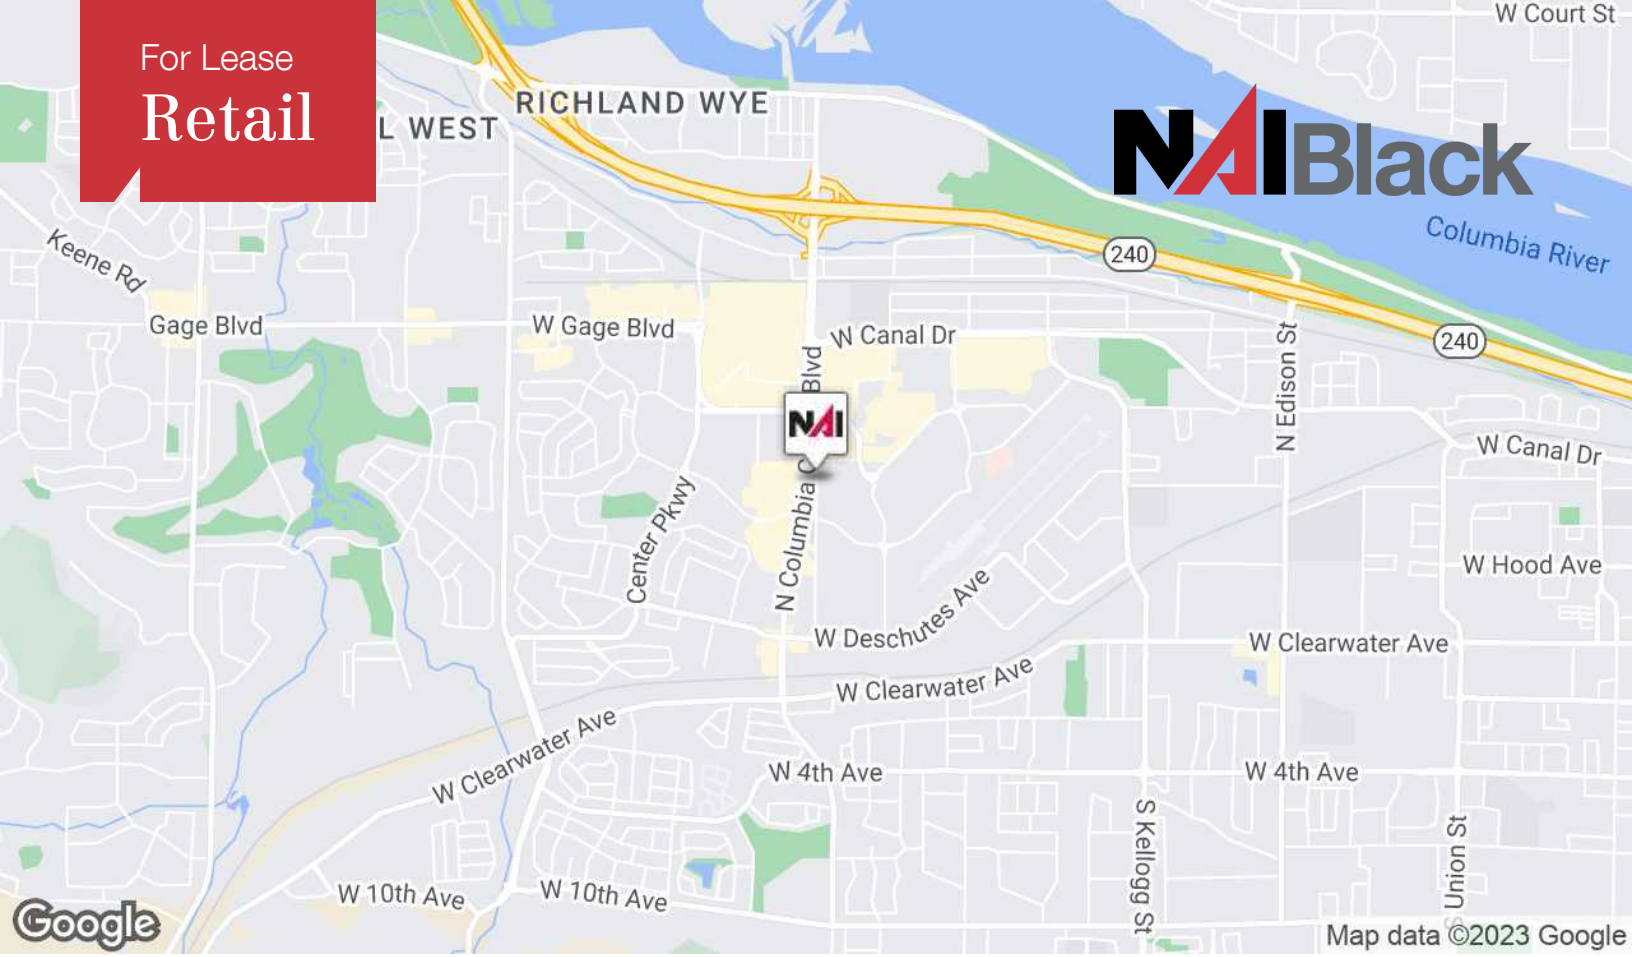 For Lease
Retail
W Court St
RICHLAND WYE
L WEST
NAIBlack
Columbia River
240
Keene Rd
Gage Blvd
W Gage Blvd
W Canal Dr
240
Blvd
N Edison St
NAI
W Canal Dr
Center Pkwy
N Columbia C
W Hood Ave
W Deschutes Ave
W Clearwater Ave
W Clearwater Ave
W Clearwater Ave
W 4th Ave
W 4th Ave
S Kellogg St
S Union St
W 10th Ave
W 10th Ave
Google
Map data ©2023 Google